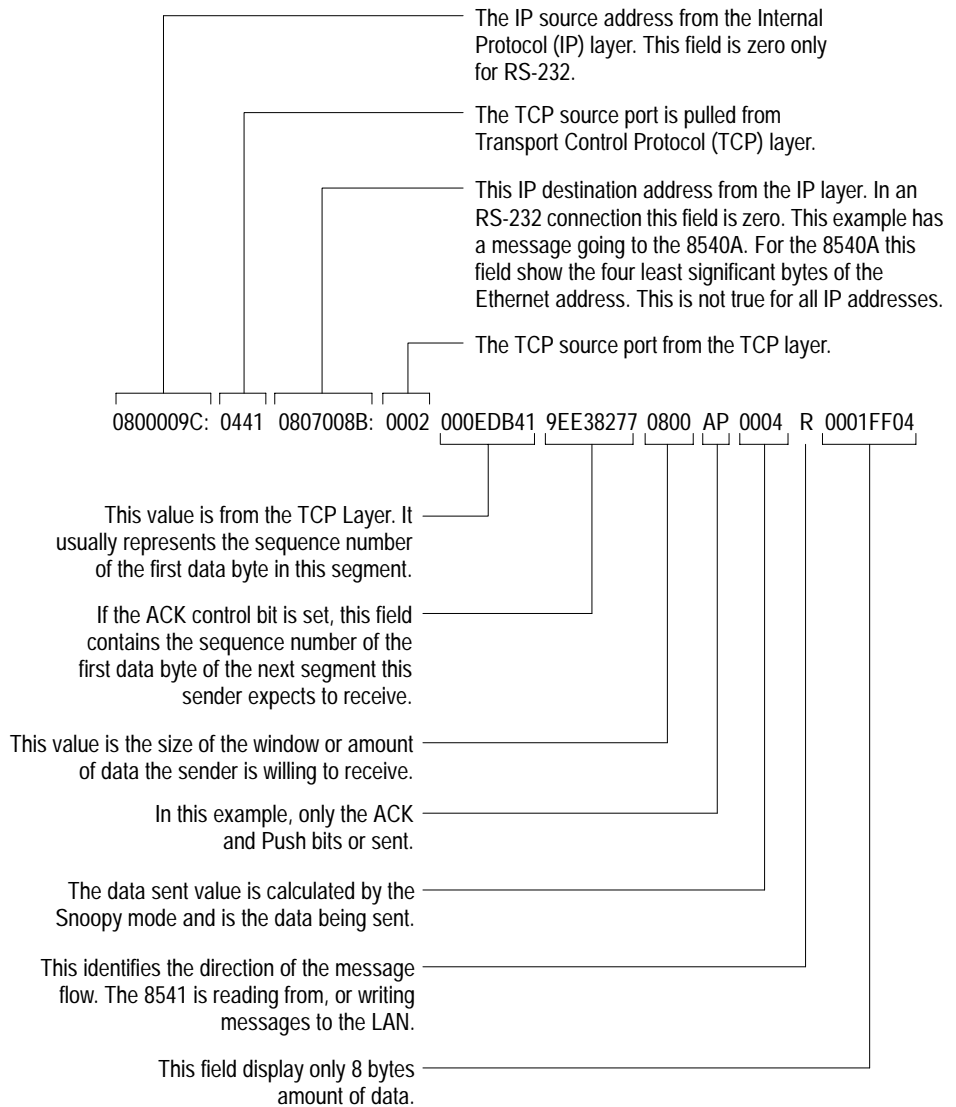 The IP source address from the Internal
Protocol (IP) layer. This field is zero only
for RS-232.
The TCP source port is pulled from
Transport Control Protocol (TCP) layer.
This IP destination address from the IP layer. In an
RS-232 connection this field is zero. This example has
a message going to the 8540A. For the 8540A this
field show the four least significant bytes of the
Ethernet address. This is not true for all IP addresses.
The TCP source port from the TCP layer.
0800009C: 0441 0807008B: 0002 000EDB41 9EE38277 0800 AP 0004 R 0001FF04
This value is from the TCP Layer. It
usually represents the sequence number
of the first data byte in this segment.
If the ACK control bit is set, this field
contains the sequence number of the
first data byte of the next segment this
sender expects to receive.
This value is the size of the window or amount
of data the sender is willing to receive.
In this example, only the ACK
and Push bits or sent.
The data sent value is calculated by the
Snoopy mode and is the data being sent.
This identifies the direction of the message
flow. The 8541 is reading from, or writing
messages to the LAN.
This field display only 8 bytes
amount of data.